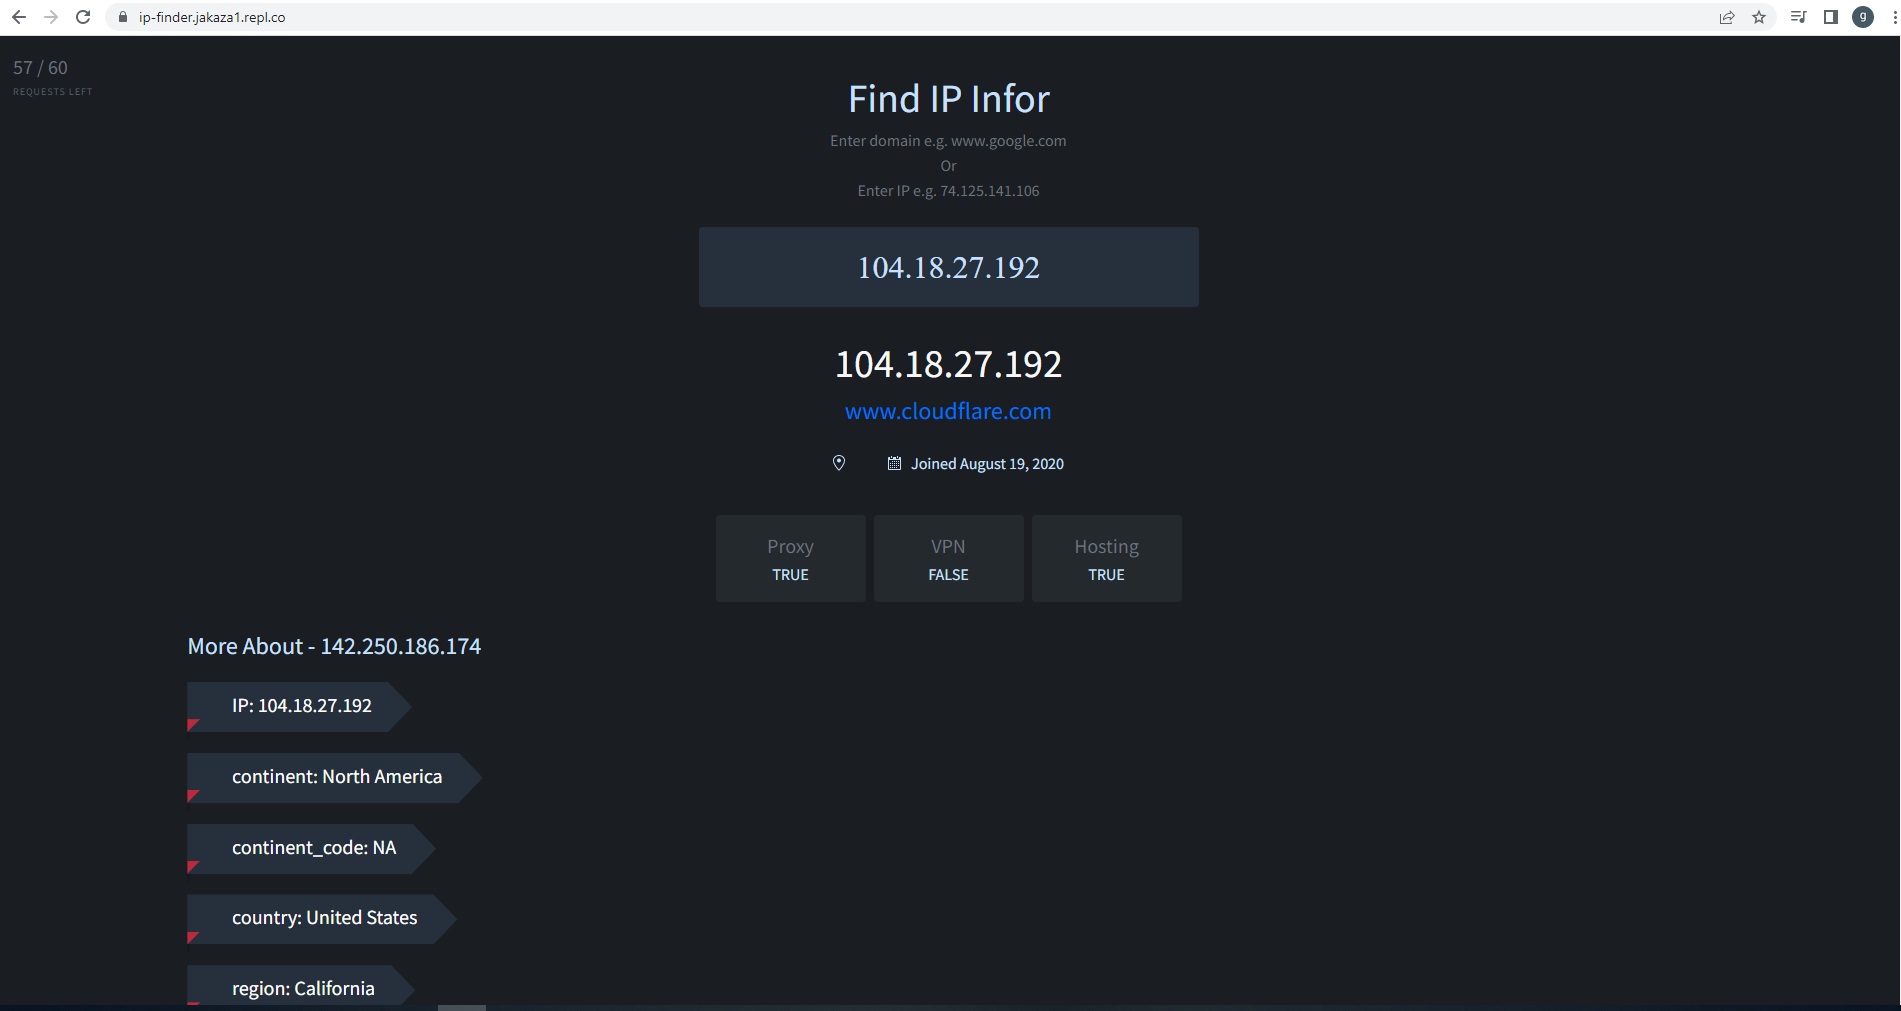 ip-finder.jakaza1.repl.co
g
57 / 60
REQUESTS LEFT
Find IP Infor
Enter domain e.g. www.google.com
Or
Enter IP e.g. 74.125.141.106
104.18.27.192
104.18.27.192
www.cloudflare.com
Joined August 19, 2020
Proxy VPN Hosting
TRUE FALSE TRUE
More About - 142.250.186.174
IP: 104.18.27.192
continent: North America
continent_code: NA
country: United States
region: California